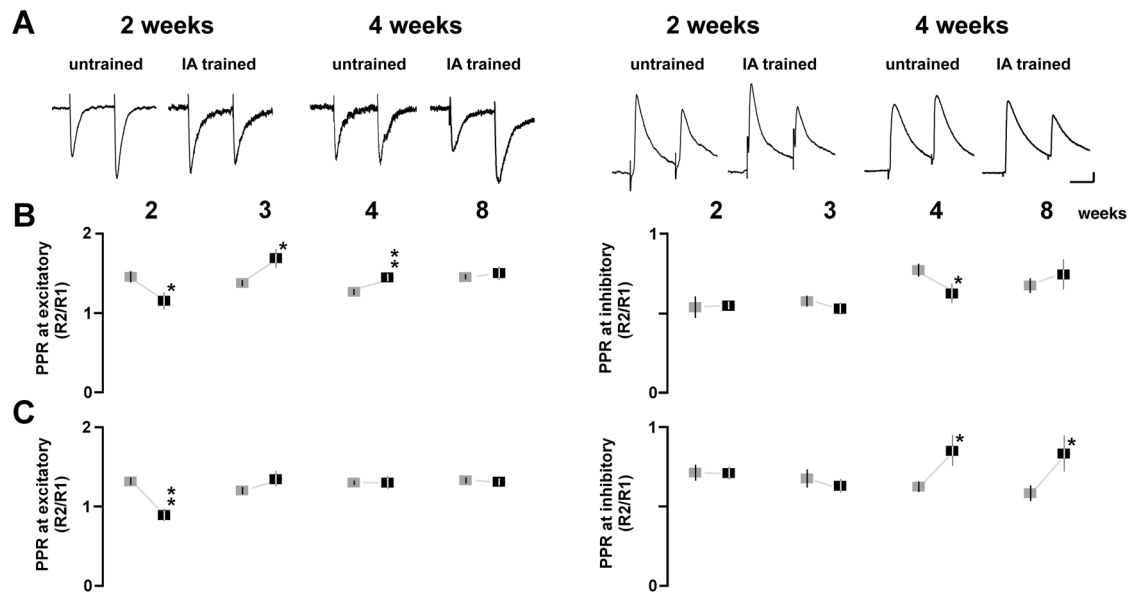 A
2 weeks 4 weeks 2 weeks 4 weeks
untrained IA trained untrained IA trained untrained IA trained untrained IA trained
B
2 3 4 8 2 3 4 8 weeks
PPR at excitatory
(R2/R1)
2
1
0
*
*
*
*
PPR at inhibitory
(R2/R1)
1
0
*
C
PPR at excitatory
(R2/R1)
2
1
0
*
*
PPR at inhibitory
(R2/R1)
1
0
*
*